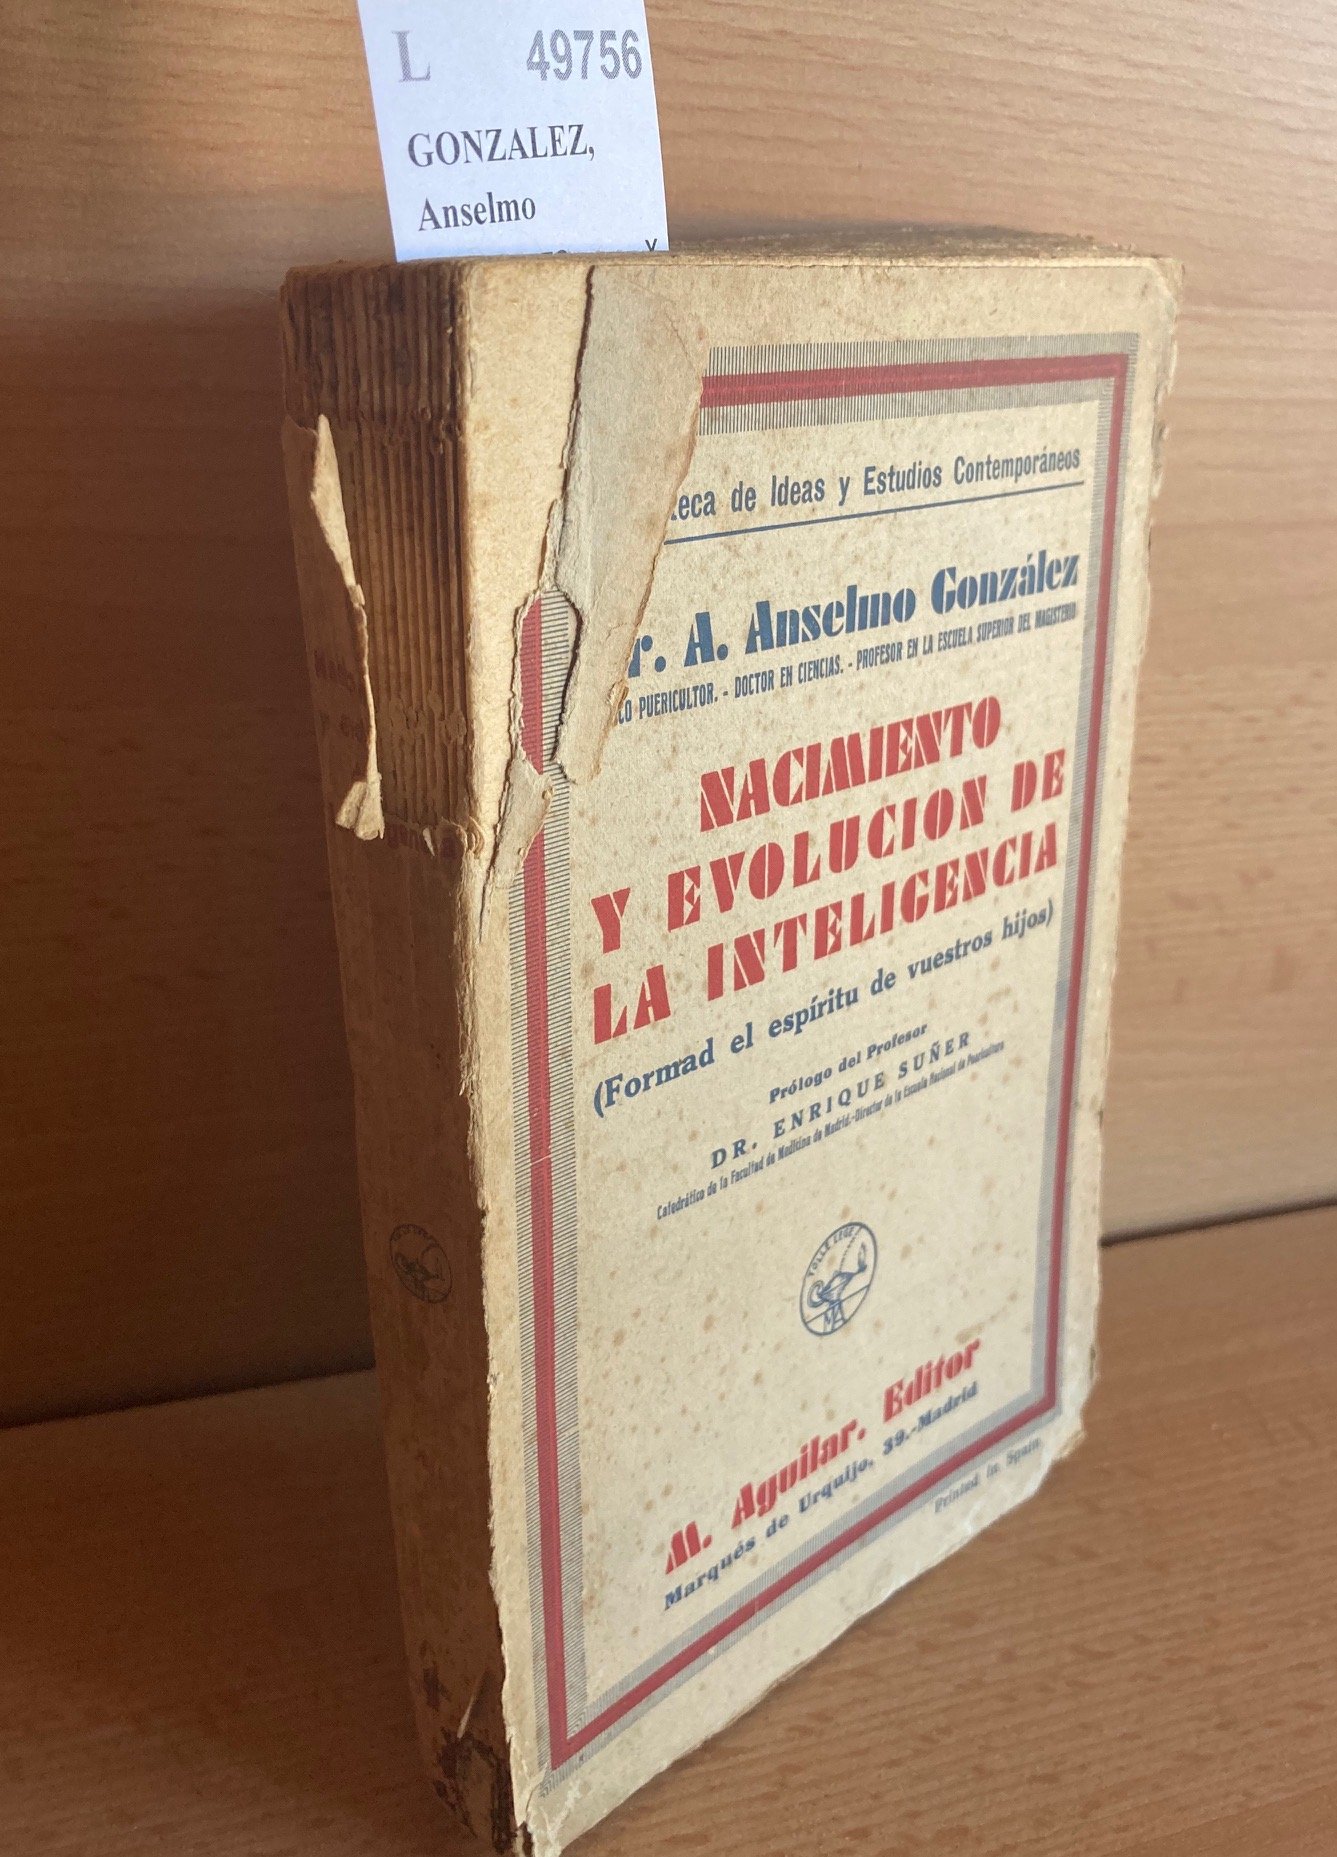 L 49756
GONZALEZ,
Anselmo
teca de Ideas y Estudios Contemporáneos
r. A. Anselmo González
CO PUERICULTOR. - DOCTOR EN CIENCIAS. - PROFESOR EN LA ESCUELA SUPERIOR DEL MAGISTERIO
NACIMIENTO
Y EVOLUCION DE
LA INTELIGENCIA
(Formad el espíritu de vuestros hijos)
Prólogo del Profesor
DR. ENRIQUE SUÑER
Catedrático de la Facultad de Medicina de Madrid.-Director de la Escuela Nacional de Puericultura
TOLLE LEGE
MA
M. Aguilar. Editor
Marqués de Urquijo, 39.-Madrid
Printed in Spain